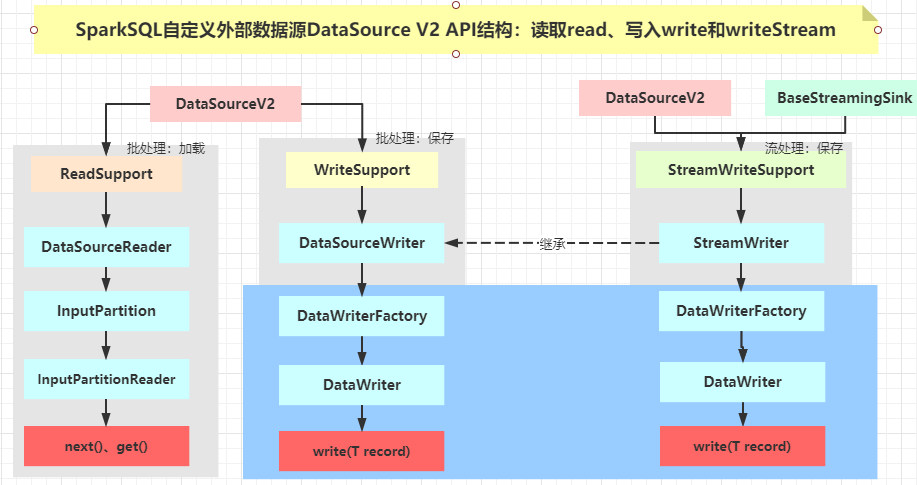 SparkSQL自定义外部数据源DataSource V2 API结构：读取read、写入write和writeStream
DataSourceV2
批处理：加载
ReadSupport
DataSourceReader
InputPartition
InputPartitionReader
next()、get()
批处理：保存
WriteSupport
DataSourceWriter
DataWriterFactory
DataWriter
write(T record)
继承
DataSourceV2
BaseStreamingSink
流处理：保存
StreamWriteSupport
StreamWriter
DataWriterFactory
DataWriter
write(T record)